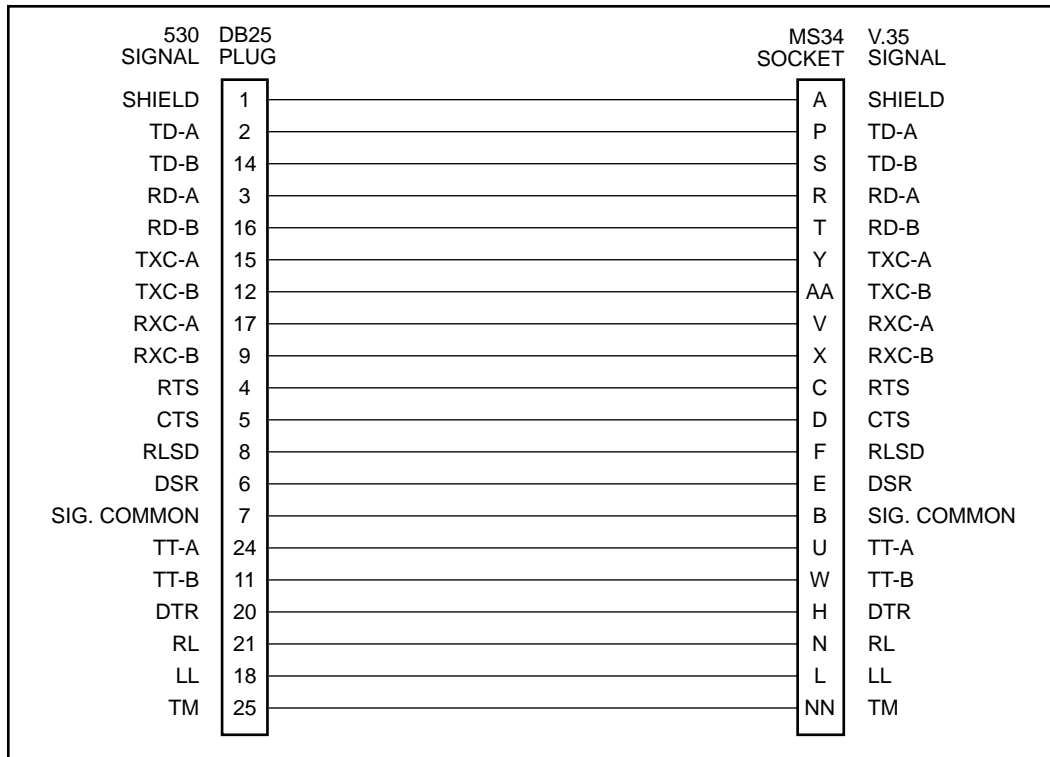 530 DB25 MS34 V.35
SIGNAL PLUG SOCKET SIGNAL
SHIELD 1 A SHIELD
TD-A 2 P TD-A
TD-B 14 S TD-B
RD-A 3 R RD-A
RD-B 16 T RD-B
TXC-A 15 Y TXC-A
TXC-B 12 AA TXC-B
RXC-A 17 V RXC-A
RXC-B 9 X RXC-B
RTS 4 C RTS
CTS 5 D CTS
RLSD 8 F RLSD
DSR 6 E DSR
SIG. COMMON 7 B SIG. COMMON
TT-A 24 U TT-A
TT-B 11 W TT-B
DTR 20 H DTR
RL 21 N RL
LL 18 L LL
TM 25 NN TM